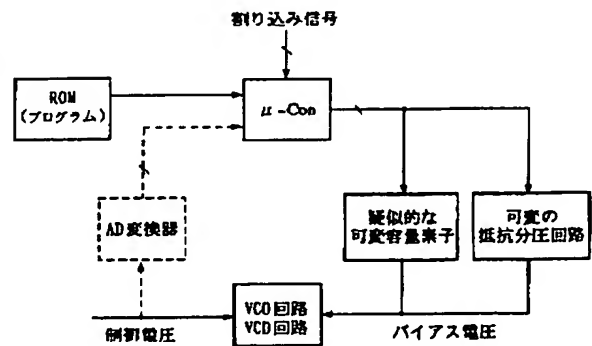 割り込み信号
ROM
(プログラム)
μ-Con
AD変換器
疑似的な
可変容量素子
可変の
抵抗分圧回路
VCO回路
VCD回路
制御電圧
バイアス電圧